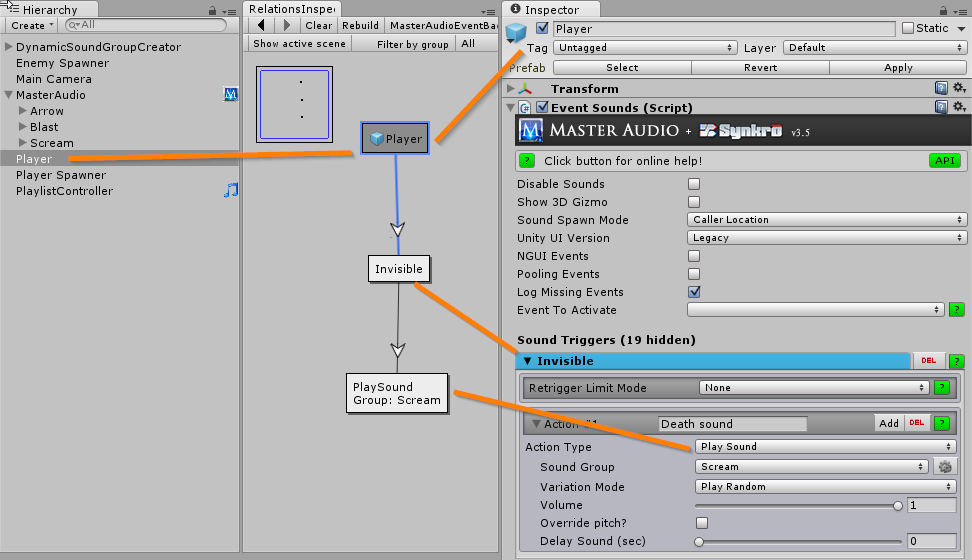 Hierarchy
Create
All
DynamicSoundGroupCreator
Enemy Spawner
Main Camera
MasterAudio
Arrow
Blast
Scream
Player
Player Spawner
PlaylistController
RelationsInspec
Clear Rebuild MasterAudioEventBac
Show active scene Filter by group All
Player
Invisible
PlaySound
Group: Scream
Inspector
Player Static
Tag Untagged Layer Default
Prefab Select Revert Apply
Transform
Event Sounds (Script)
MASTER AUDIO + Synkro v3.5
? Click button for online help! API
Disable Sounds
Show 3D Gizmo
Sound Spawn Mode Caller Location
Unity UI Version Legacy
NGUI Events
Pooling Events
Log Missing Events
Event To Activate ?
Sound Triggers (19 hidden)
Invisible DEL ?
Retrigger Limit Mode None ?
Action #1 Death sound Add DEL ?
Action Type Play Sound
Sound Group Scream
Variation Mode Play Random
Volume 1
Override pitch?
Delay Sound (sec) 0